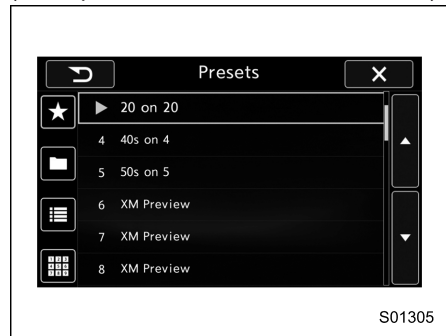 Presets
20 on 20
4 40s on 4
5 50s on 5
6 XM Preview
7 XM Preview
8 XM Preview
S01305